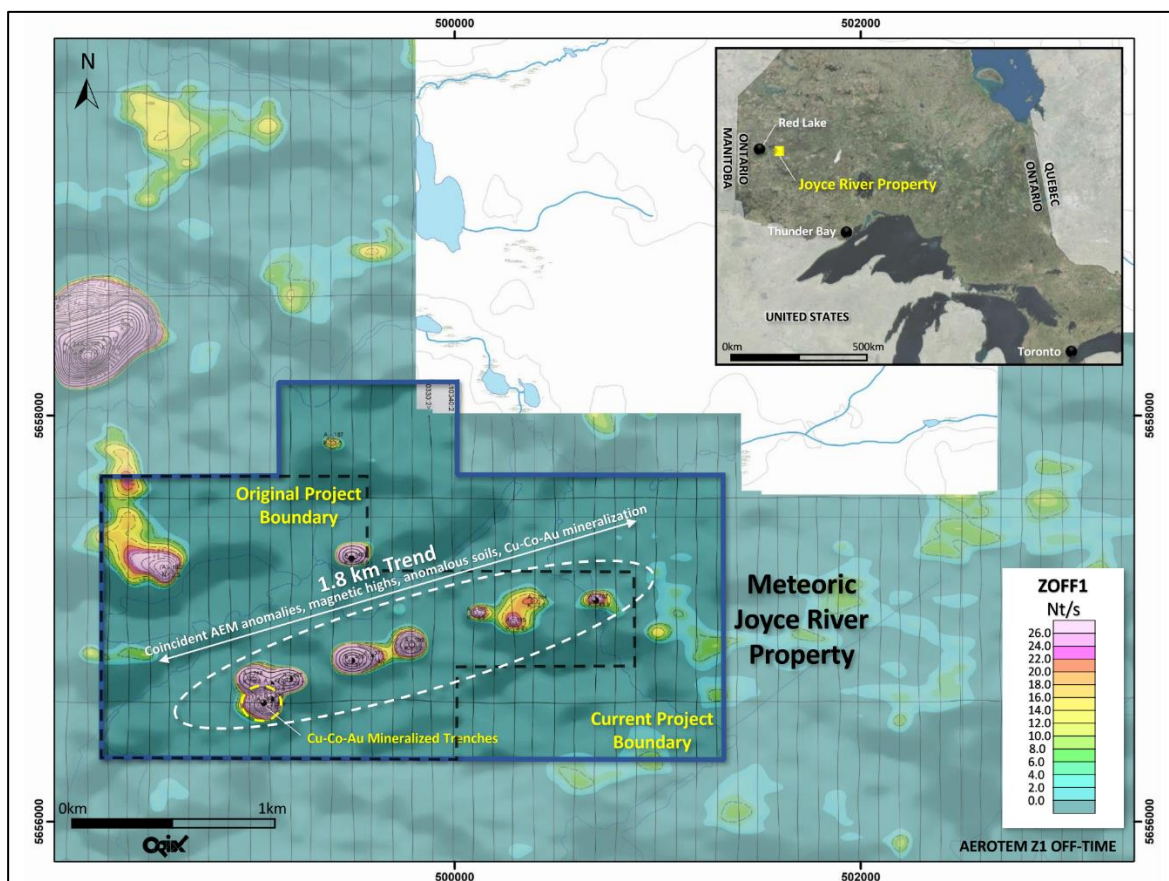 500000
502000
N
MANITOBA
ONTARIO
Red Lake
Joyce River Property
QUEBEC
ONTARIO
Thunder Bay
UNITED STATES
0km
500km
Toronto
5658000
5658000
Original Project
Boundary
1.8 km Trend
Coincident AEM anomalies, magnetic highs, anomalous soils, Cu-Co-Au mineralization
Meteoric
Joyce River
Property
Current Project
Boundary
Cu-Co-Au Mineralized Trenches
ZOFF1
Nt/s
26.0
24.0
22.0
20.0
18.0
16.0
14.0
12.0
10.0
8.0
6.0
4.0
2.0
0.0
0km
1km
5656000
5656000
AEROTEM Z1 OFF-TIME
500000
502000